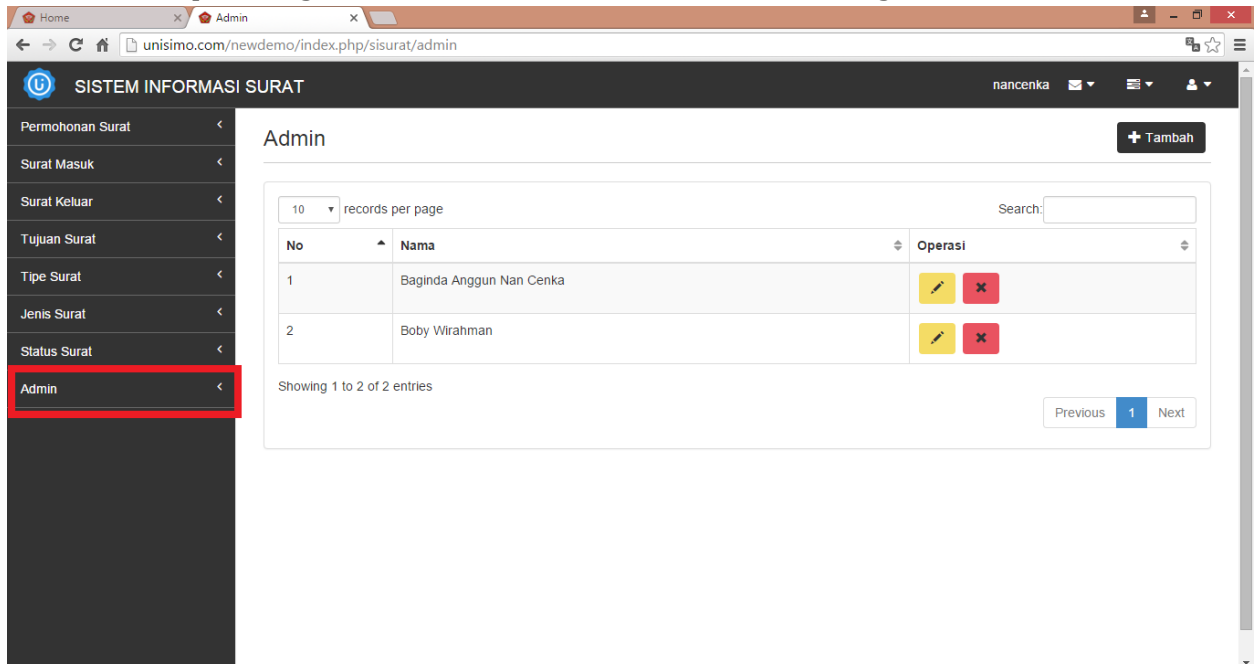 Home
Admin
unisimo.com/newdemo/index.php/sisurat/admin
SISTEM INFORMASI SURAT
nancenka
Permohonan Surat
Surat Masuk
Surat Keluar
Tujuan Surat
Tipe Surat
Jenis Surat
Status Surat
Admin
Admin
Tambah
10 records per page
Search:
No Nama Operasi
1 Baginda Anggun Nan Cenka
2 Boby Wirahman
Showing 1 to 2 of 2 entries
Previous 1 Next